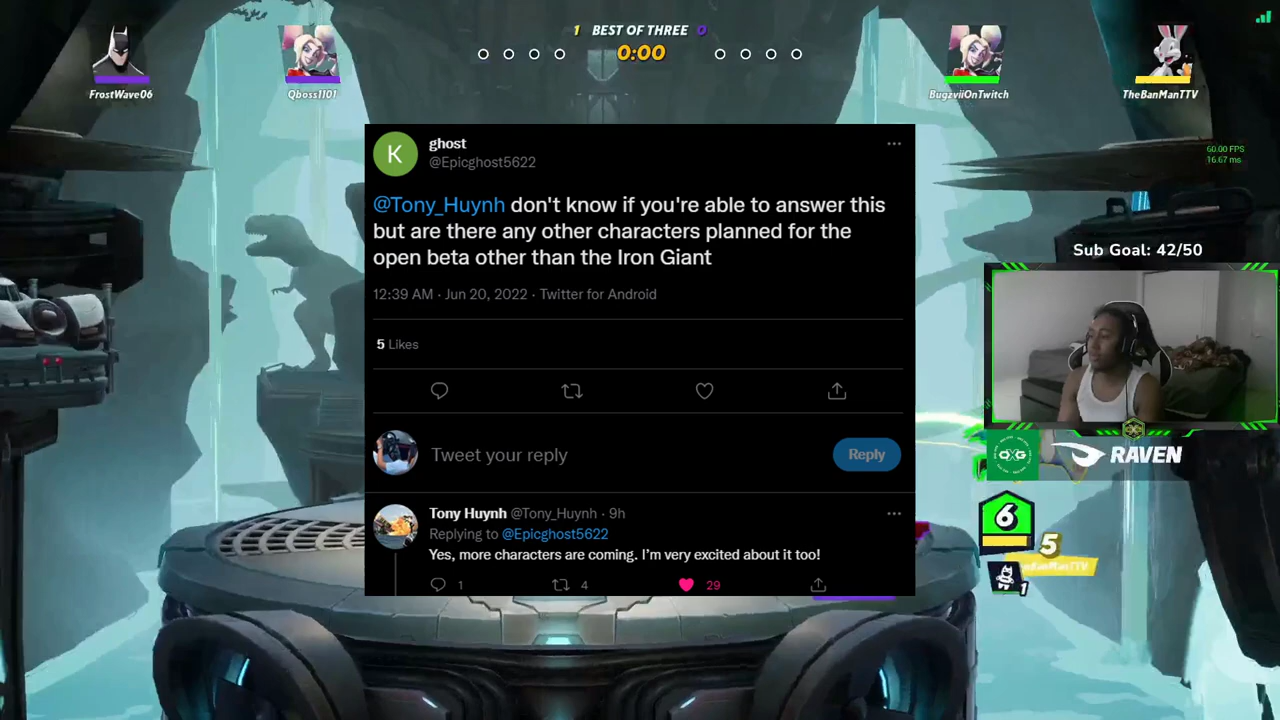 1 BEST OF THREE 0
0:00
FrostWave06
Qboss1101
BugzviiOnTwitch
TheBanManTTV
60.00 FPS
16.67 ms
K
ghost
@Epicghost5622
@Tony_Huynh don't know if you're able to answer this
but are there any other characters planned for the
open beta other than the Iron Giant
12:39 AM · Jun 20, 2022 · Twitter for Android
5 Likes
Tweet your reply
Reply
Tony Huynh @Tony_Huynh · 9h
Replying to @Epicghost5622
Yes, more characters are coming. I'm very excited about it too!
1 4 29
Sub Goal: 42/50
OXG
RAVEN
6
5
1